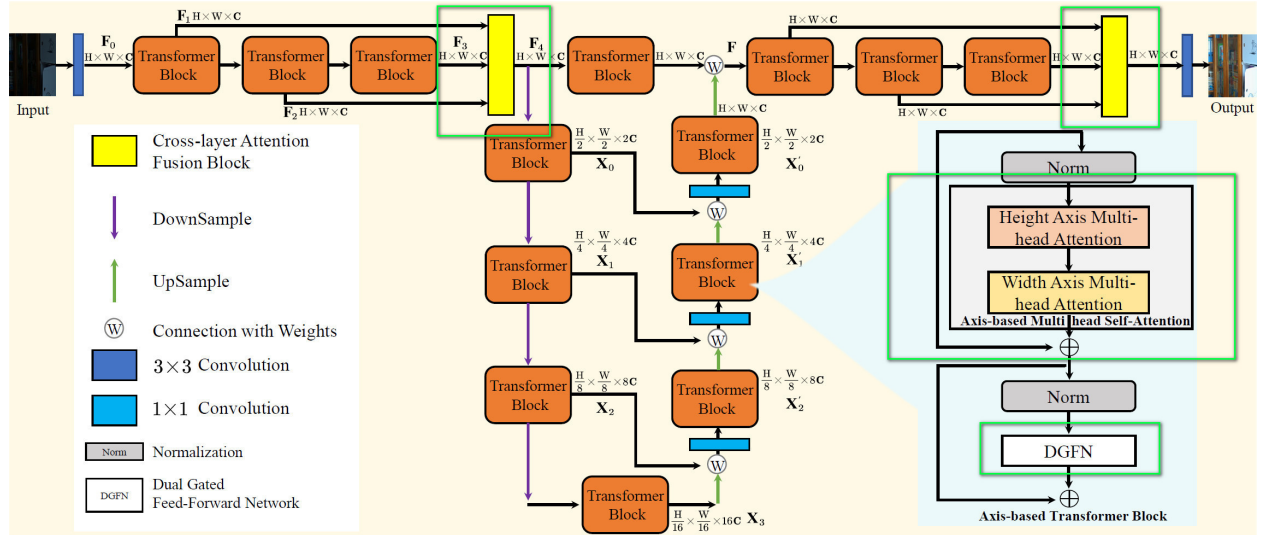 F₁ H×W×C
H×W×C
F₀
H×W×C
Transformer
Block
Transformer
Block
Transformer
Block
F₃
H×W×C
F₄
H×W×C
Transformer
Block
H×W×C
W
F
Transformer
Block
Transformer
Block
Transformer
Block
H×W×C
H×W×C
Input
F₂ H×W×C
H×W×C
H×W×C
Output
Cross-layer Attention
Fusion Block
DownSample
UpSample
W
Connection with Weights
3×3 Convolution
1×1 Convolution
Norm
Normalization
DGFN
Dual Gated
Feed-Forward Network
Transformer
Block
H/2 × W/2 × 2C
X₀
Transformer
Block
H/2 × W/2 × 2C
X₀′
W
Transformer
Block
H/4 × W/4 × 4C
X₁
Transformer
Block
H/4 × W/4 × 4C
X₁′
W
Transformer
Block
H/8 × W/8 × 8C
X₂
Transformer
Block
H/8 × W/8 × 8C
X₂′
W
Transformer
Block
H/16 × W/16 × 16C X₃
Norm
Height Axis Multi-
head Attention
Width Axis Multi-
head Attention
Axis-based Multi head Self-Attention
Norm
DGFN
Axis-based Transformer Block